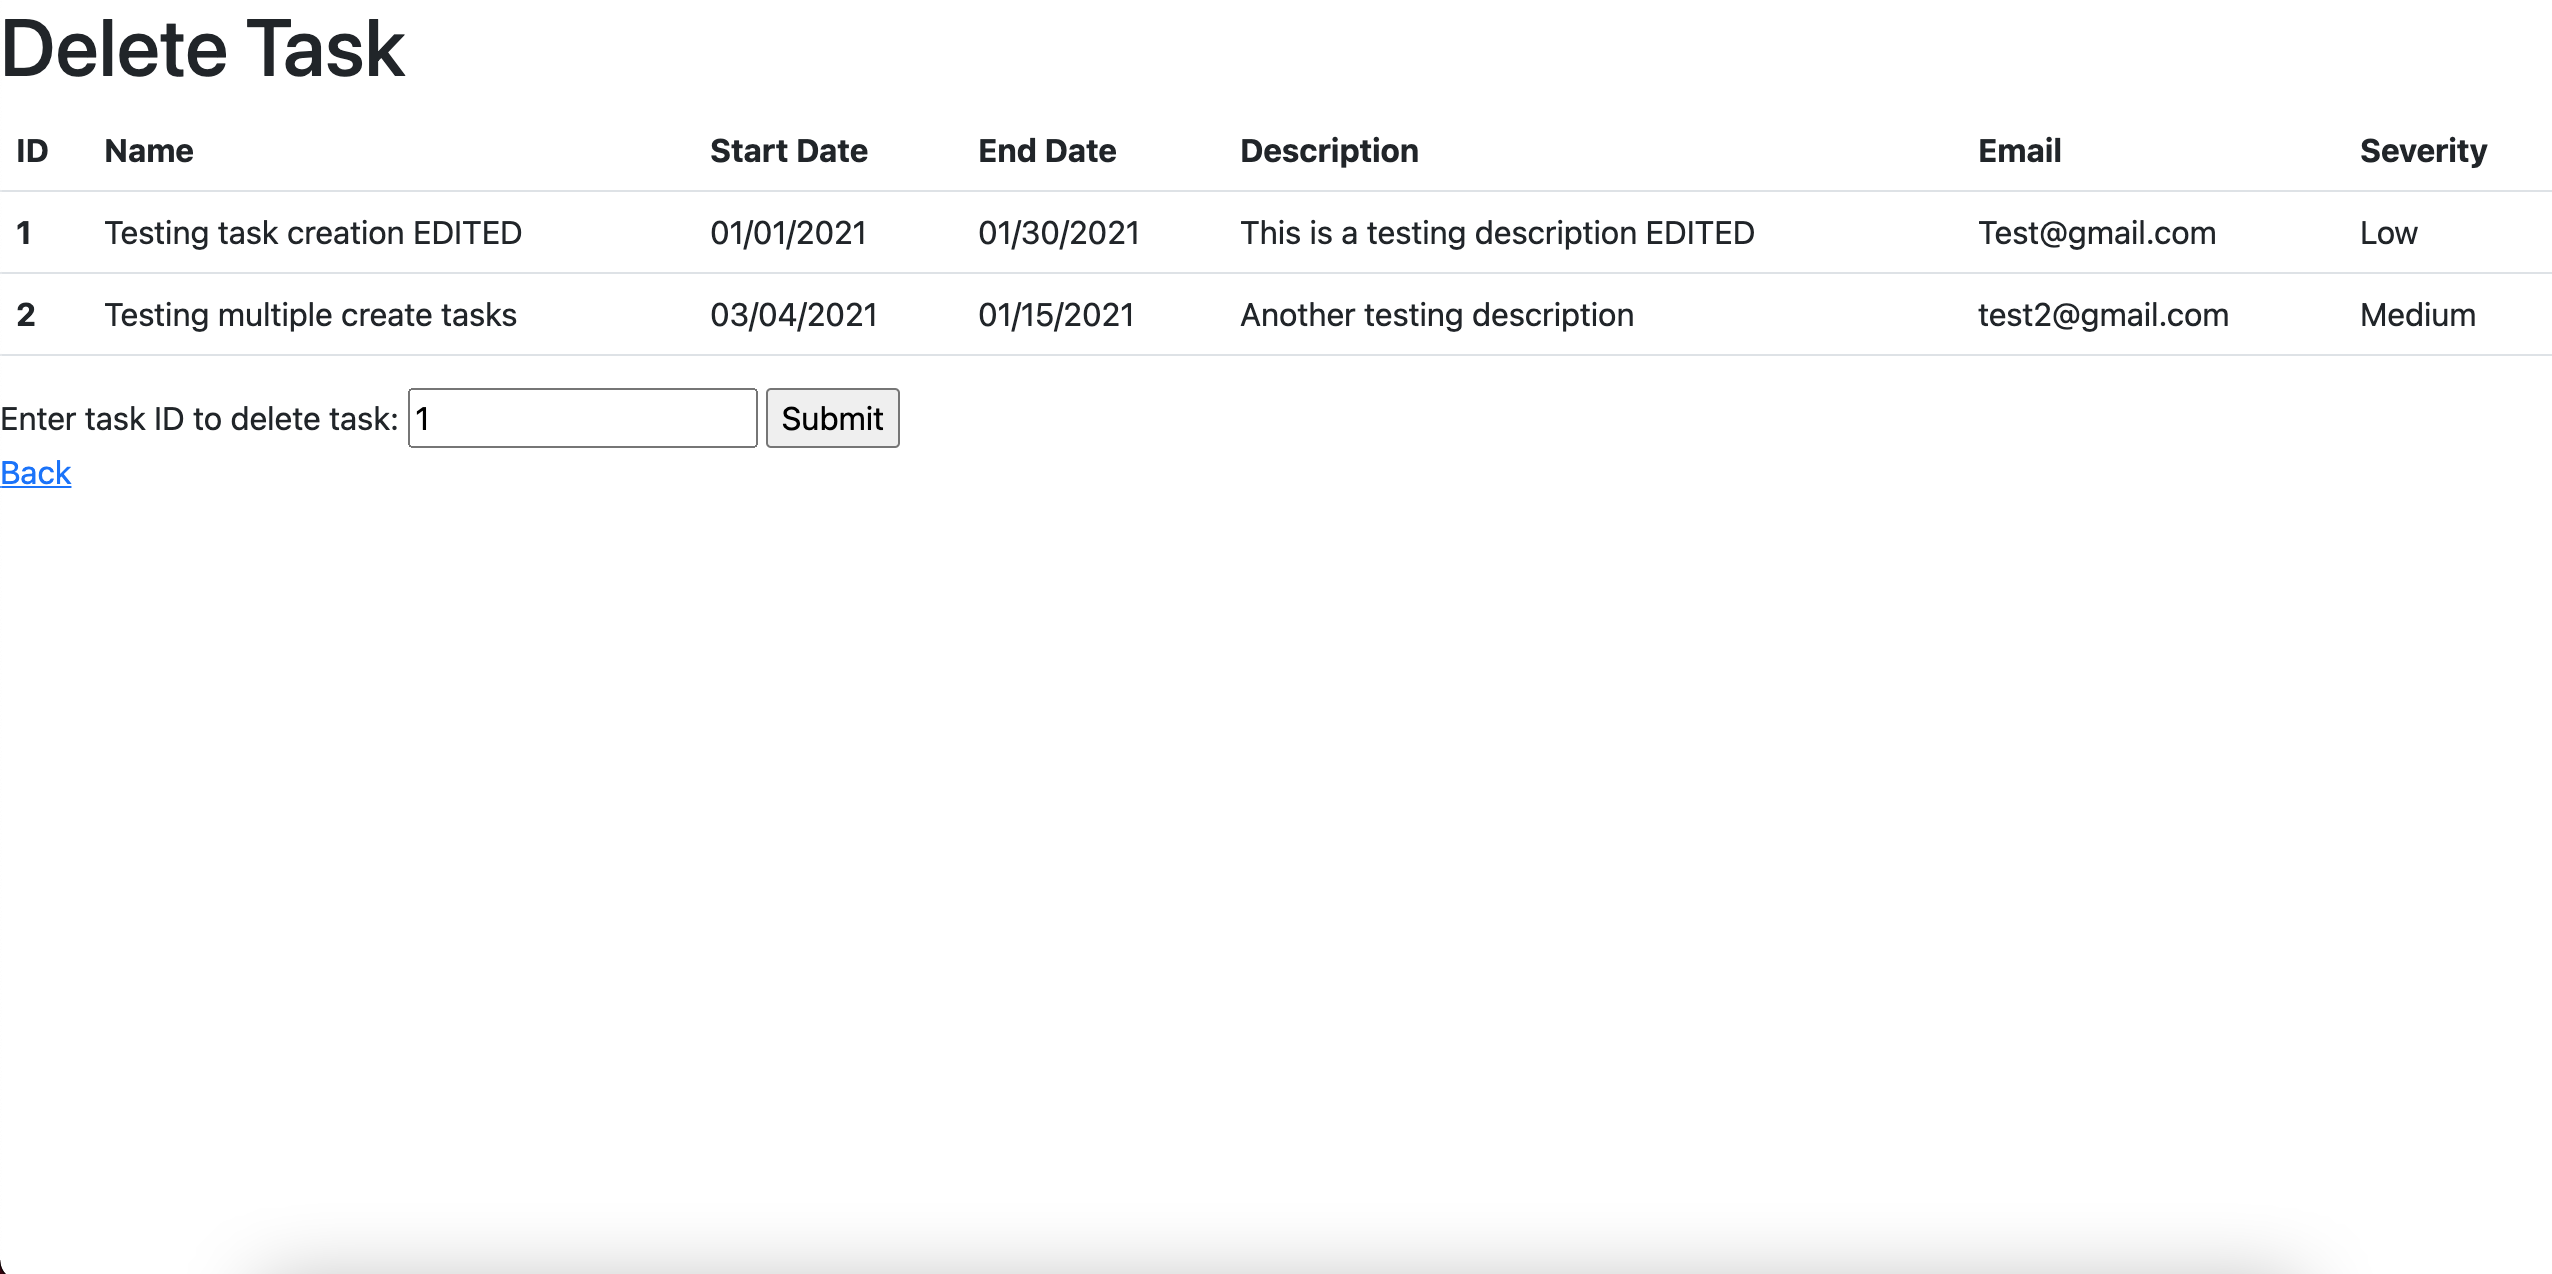 Delete Task
ID Name Start Date End Date Description Email Severity
1 Testing task creation EDITED 01/01/2021 01/30/2021 This is a testing description EDITED Test@gmail.com Low
2 Testing multiple create tasks 03/04/2021 01/15/2021 Another testing description test2@gmail.com Medium
Enter task ID to delete task: 1 Submit
Back